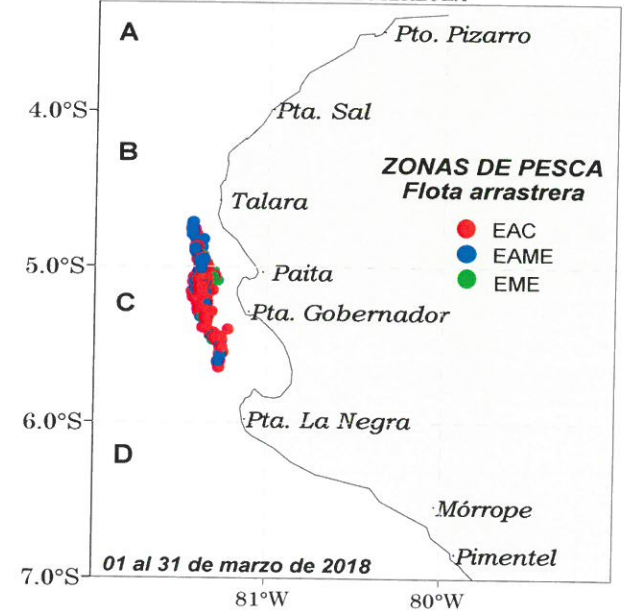 A
Pto. Pizarro
4.0°S
Pta. Sal
B
ZONAS DE PESCA
Flota arrastrera
Talara
EAC
EAME
EME
5.0°S
Paita
C
Pta. Gobernador
6.0°S
Pta. La Negra
D
Mórrope
Pimentel
01 al 31 de marzo de 2018
7.0°S
81°W
80°W